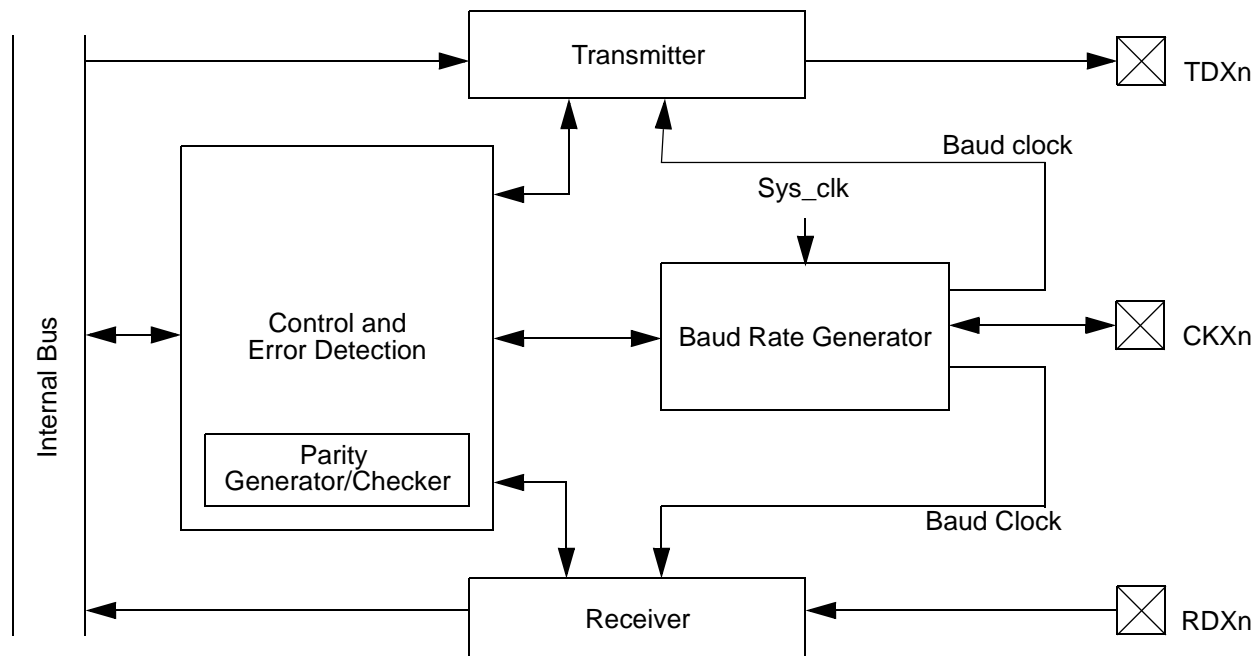 Transmitter
TDXn
Baud clock
Sys_clk
Internal Bus
Control and
Error Detection
Baud Rate Generator
CKXn
Parity
Generator/Checker
Baud Clock
Receiver
RDXn